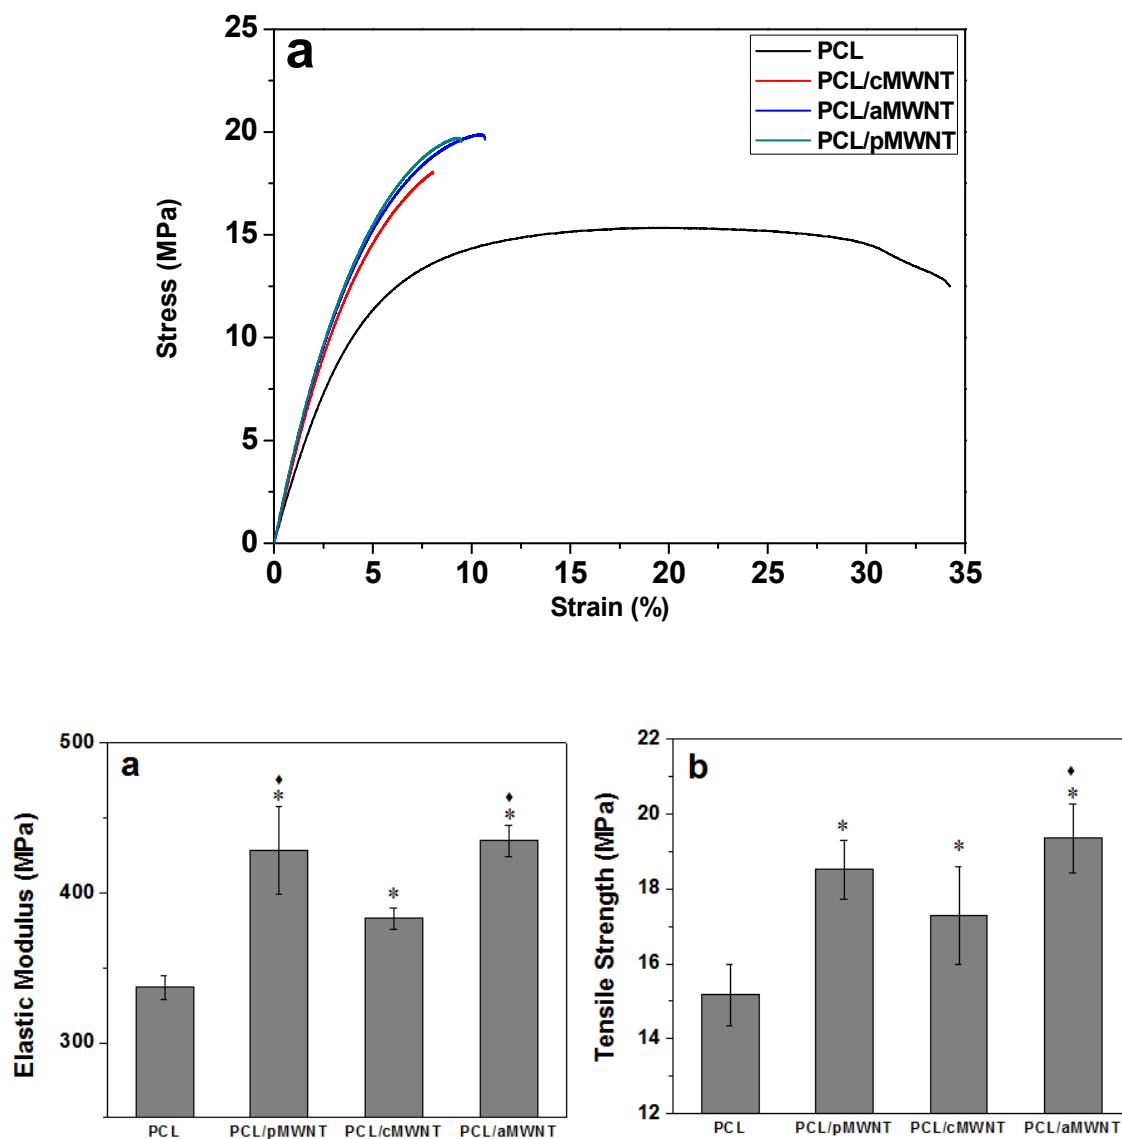 a
PCL
PCL/cMWNT
PCL/aMWNT
PCL/pMWNT
25
20
15
10
5
0
Stress (MPa)
0 5 10 15 20 25 30 35
Strain (%)
a
500
400
300
Elastic Modulus (MPa)
♦ ♦
* * *
PCL PCL/pMWNT PCL/cMWNT PCL/aMWNT
b
22
20
18
16
14
12
Tensile Strength (MPa)
♦
* * *
PCL PCL/pMWNT PCL/cMWNT PCL/aMWNT